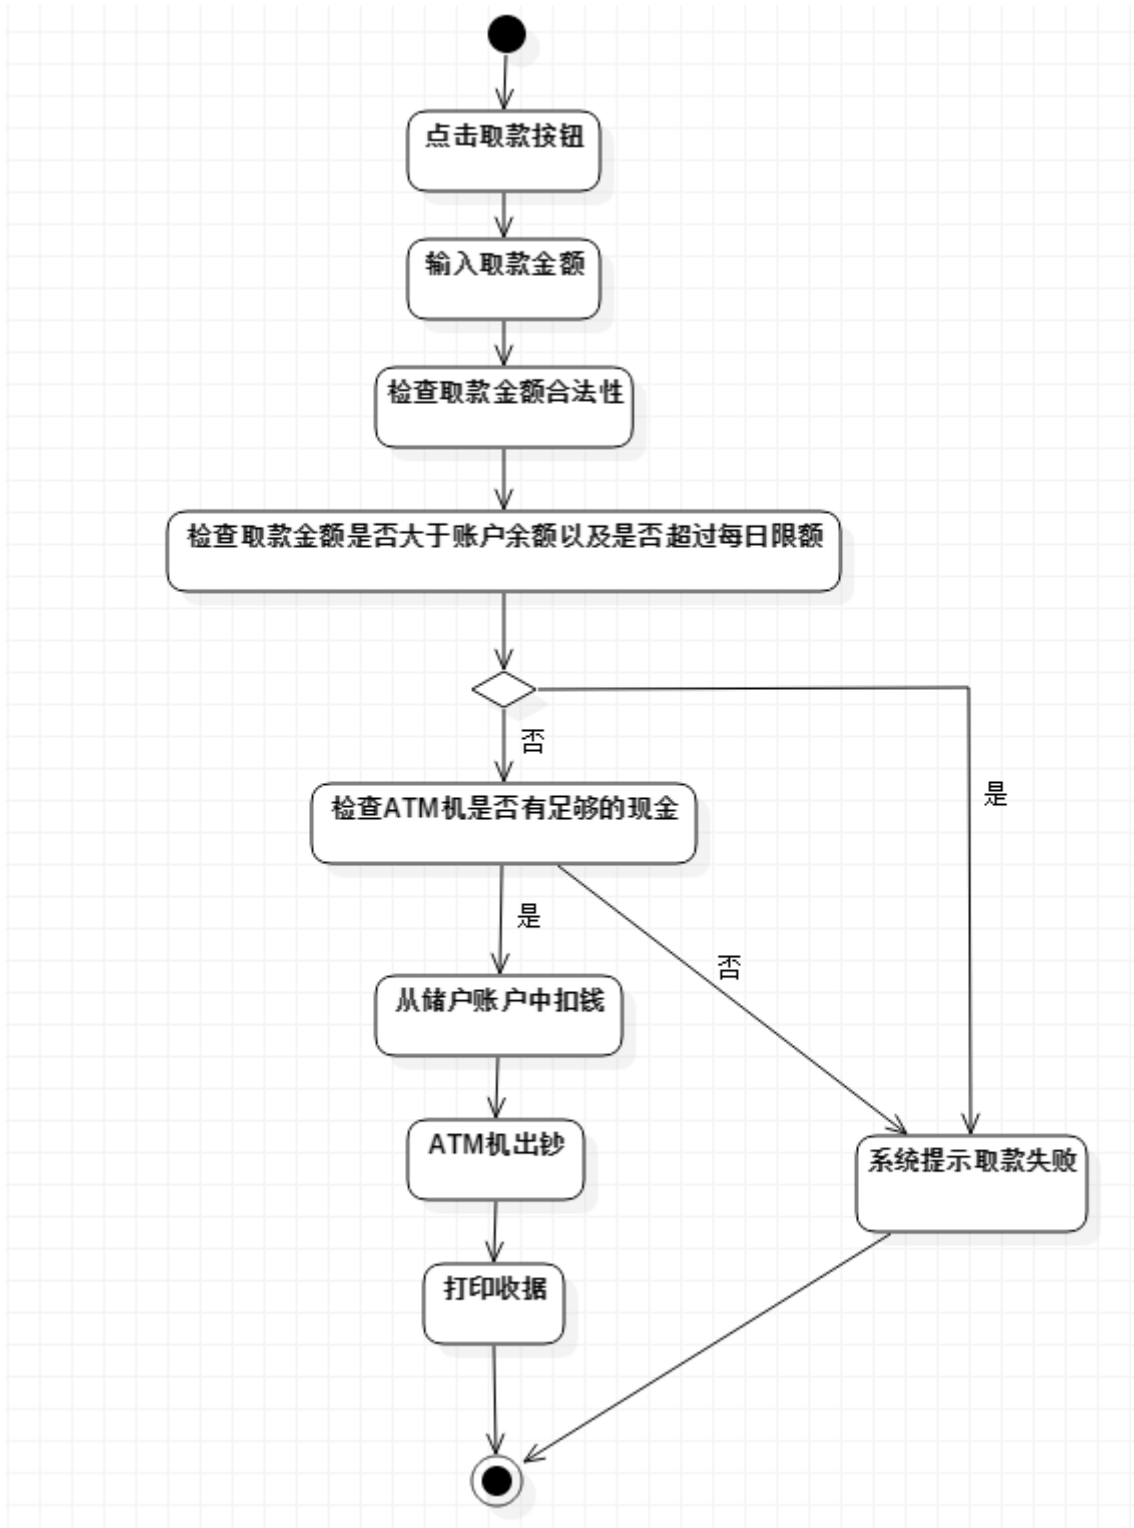 点击取款按钮
输入取款金额
检查取款金额合法性
检查取款金额是否大于账户余额以及是否超过每日限额
否
检查ATM机是否有足够的现金
是
是
否
从储户账户中扣钱
ATM机出钞
系统提示取款失败
打印收据